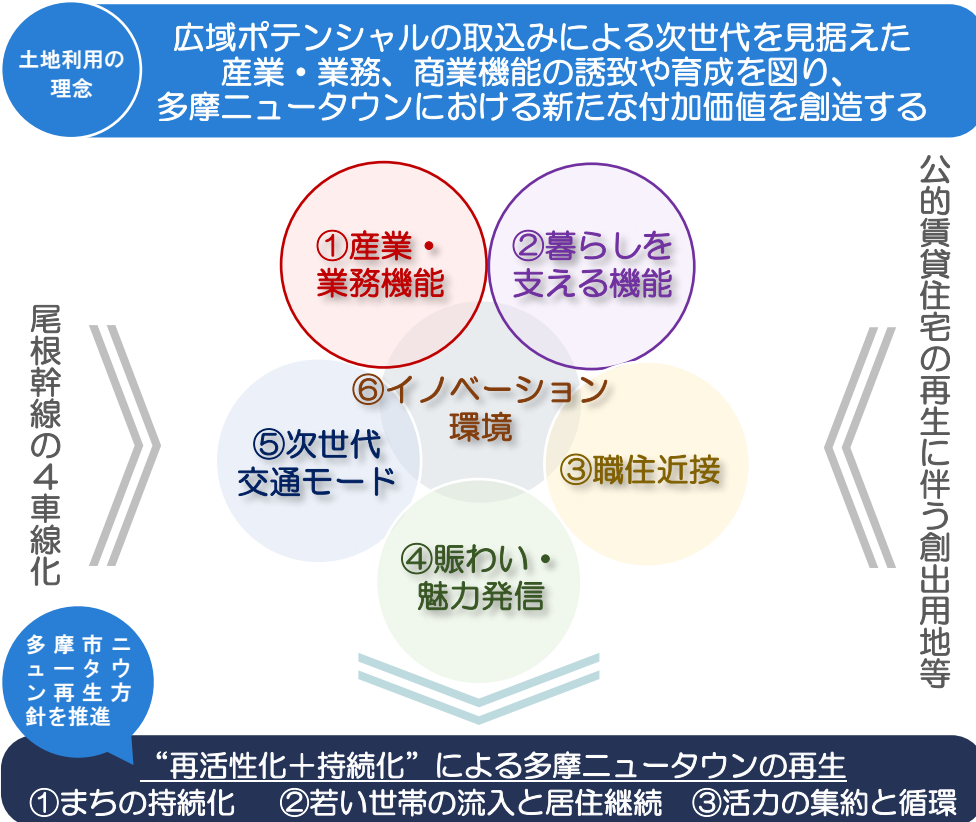 土地利用の
理念
広域ポテンシャルの取込みによる次世代を見据えた
産業・業務、商業機能の誘致や育成を図り、
多摩ニュータウンにおける新たな付加価値を創造する
①産業・
業務機能
②暮らしを
支える機能
尾根幹線の4車線化
⑥イノベーション
環境
⑤次世代
交通モード
③職住近接
④賑わい・
魅力発信
公的賃貸住宅の再生に伴う創出用地等
多摩市ニ
ュータウ
ン再生方
針を推進
“再活性化＋持続化”による多摩ニュータウンの再生
①まちの持続化　②若い世帯の流入と居住継続　③活力の集約と循環